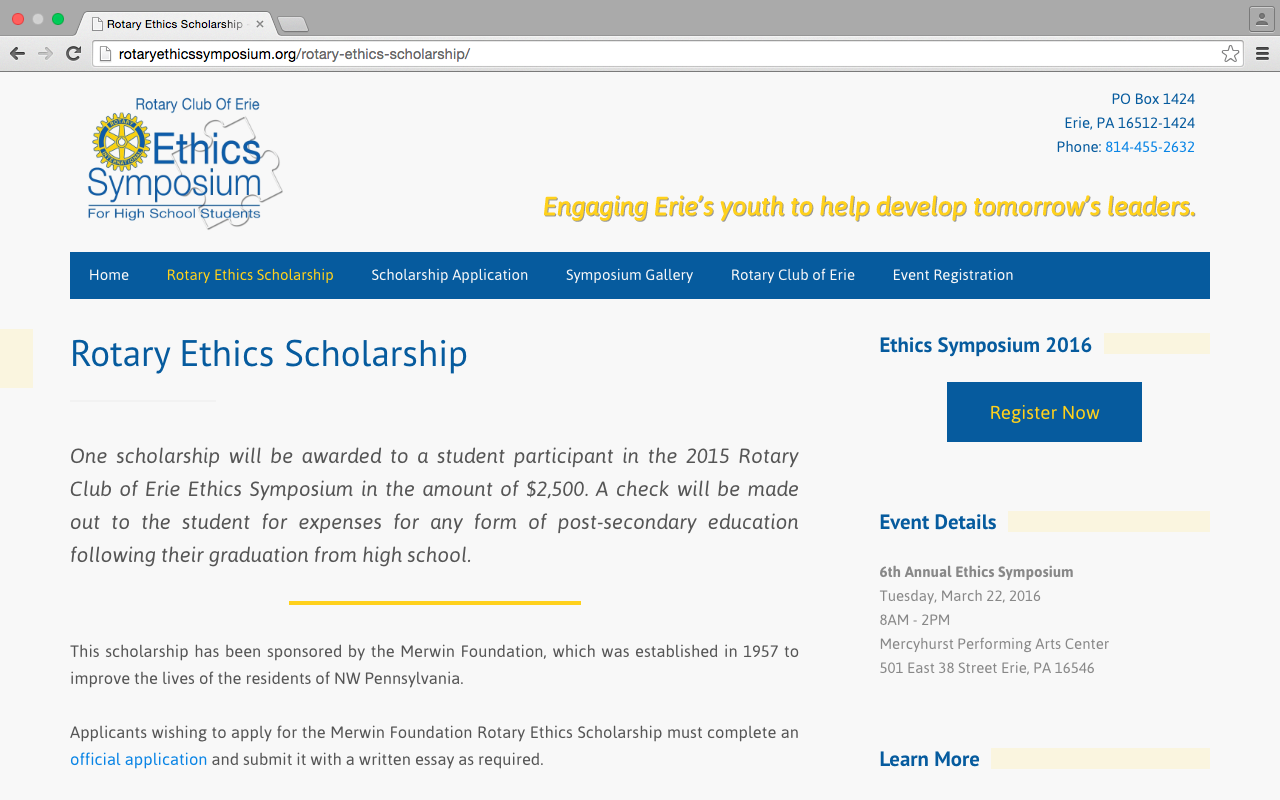 Rotary Ethics Scholarship
rotaryethicssymposium.org/rotary-ethics-scholarship/
Rotary Club Of Erie
Ethics
Symposium
For High School Students
ROTARY
INTERNATIONAL
PO Box 1424
Erie, PA 16512-1424
Phone: 814-455-2632
Engaging Erie's youth to help develop tomorrow's leaders.
Home Rotary Ethics Scholarship Scholarship Application Symposium Gallery Rotary Club of Erie Event Registration
Rotary Ethics Scholarship
One scholarship will be awarded to a student participant in the 2015 Rotary
Club of Erie Ethics Symposium in the amount of $2,500. A check will be made
out to the student for expenses for any form of post-secondary education
following their graduation from high school.
This scholarship has been sponsored by the Merwin Foundation, which was established in 1957 to
improve the lives of the residents of NW Pennsylvania.
Applicants wishing to apply for the Merwin Foundation Rotary Ethics Scholarship must complete an
official application and submit it with a written essay as required.
Ethics Symposium 2016
Register Now
Event Details
6th Annual Ethics Symposium
Tuesday, March 22, 2016
8AM - 2PM
Mercyhurst Performing Arts Center
501 East 38 Street Erie, PA 16546
Learn More